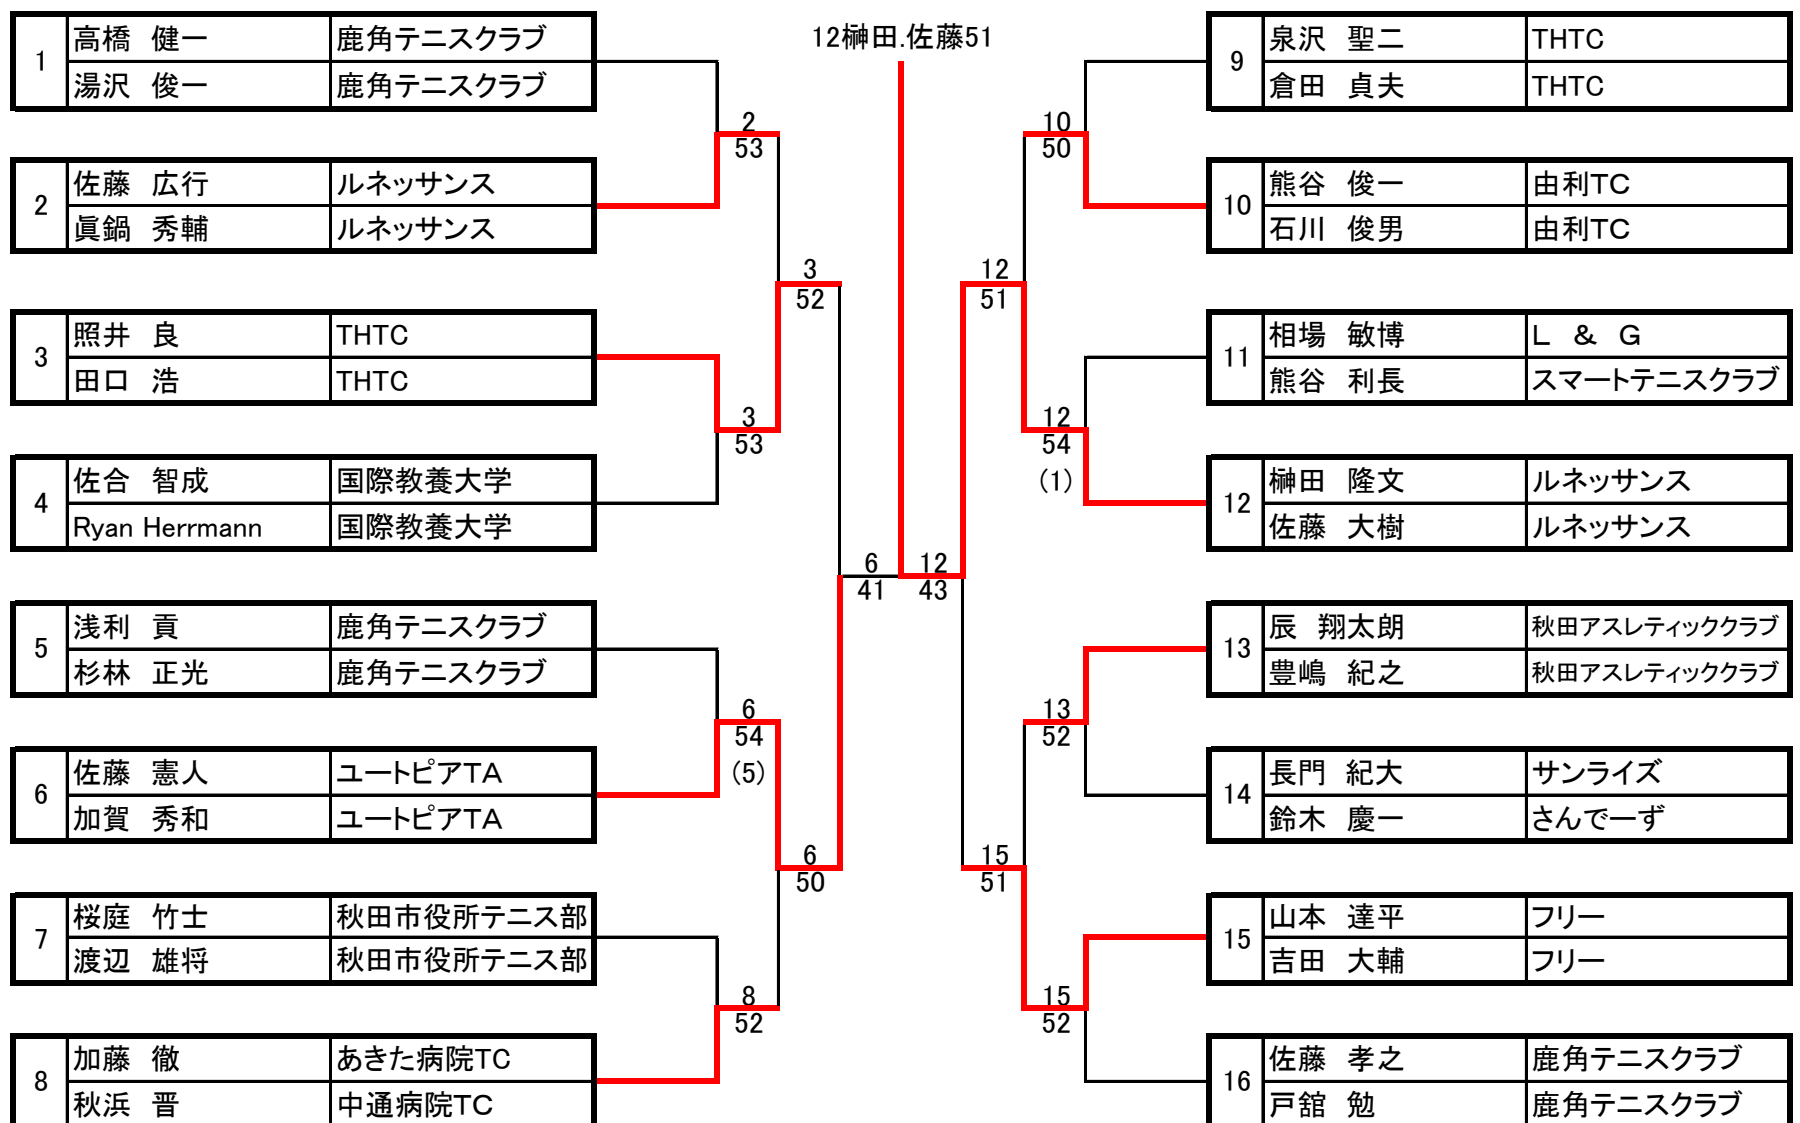 12榊田.佐藤51
1
高橋 健一 鹿角テニスクラブ
湯沢 俊一 鹿角テニスクラブ
2
53
2
佐藤 広行 ルネッサンス
眞鍋 秀輔 ルネッサンス
3
52
3
照井 良 THTC
田口 浩 THTC
3
53
4
佐合 智成 国際教養大学
Ryan Herrmann 国際教養大学
6
41
5
浅利 貢 鹿角テニスクラブ
杉林 正光 鹿角テニスクラブ
6
54
(5)
6
佐藤 憲人 ユートピアTA
加賀 秀和 ユートピアTA
6
50
7
桜庭 竹士 秋田市役所テニス部
渡辺 雄将 秋田市役所テニス部
8
52
8
加藤 徹 あきた病院TC
秋浜 晋 中通病院TC
9
泉沢 聖二 THTC
倉田 貞夫 THTC
10
50
10
熊谷 俊一 由利TC
石川 俊男 由利TC
12
51
11
相場 敏博 L & G
熊谷 利長 スマートテニスクラブ
12
54
(1)
12
榊田 隆文 ルネッサンス
佐藤 大樹 ルネッサンス
12
43
13
辰 翔太朗 秋田アスレティッククラブ
豊嶋 紀之 秋田アスレティッククラブ
13
52
14
長門 紀大 サンライズ
鈴木 慶一 さんでーず
15
51
15
山本 達平 フリー
吉田 大輔 フリー
15
52
16
佐藤 孝之 鹿角テニスクラブ
戸舘 勉 鹿角テニスクラブ